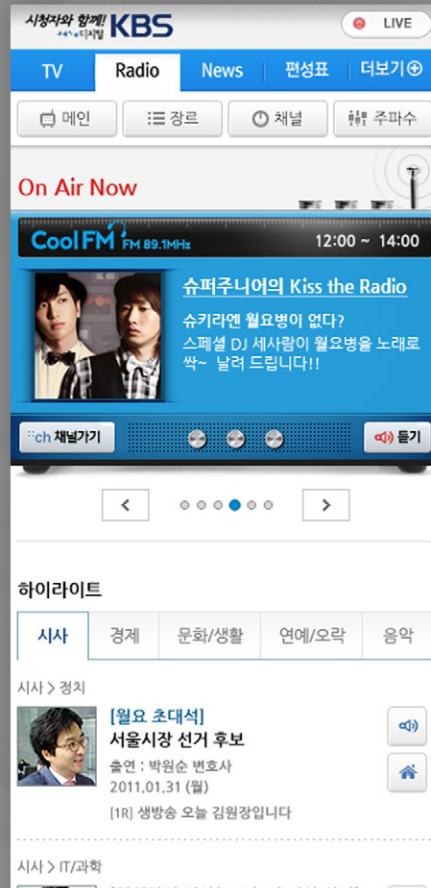 시청자와 함께!
디지털 KBS
LIVE
TV
Radio
News
편성표
더보기
메인
장르
채널
주파수
On Air Now
CoolFM FM 89.1MHz
12:00 ~ 14:00
슈퍼주니어의 Kiss the Radio
슈키라엔 월요병이 없다?
스페셜 DJ 세사람이 월요병을 노래로
싹~ 날려 드립니다!!
ch 채널가기
듣기
하이라이트
시사
경제
문화/생활
연예/오락
음악
시사 > 정치
[월요 초대석]
서울시장 선거 후보
출연 : 박원순 변호사
2011.01.31 (월)
[1R] 생방송 오늘 김원장입니다
시사 > IT/과학